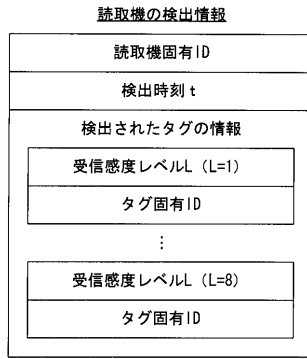 読取機の検出情報
読取機固有ID
検出時刻t
検出されたタグの情報
受信感度レベルL (L=1)
タグ固有ID
⋮
受信感度レベルL (L=8)
タグ固有ID